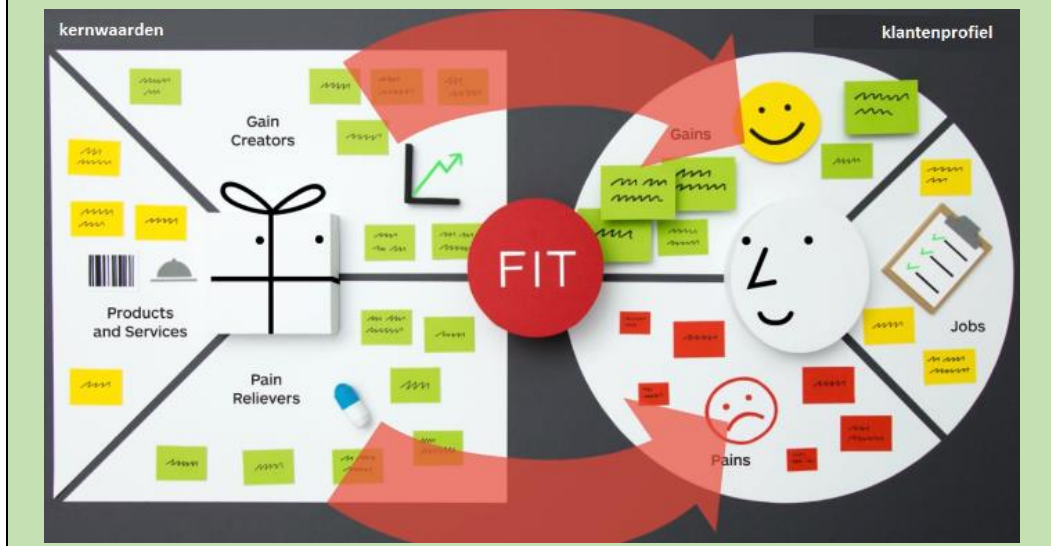 kernwaarden
klantenprofiel
Gain
Creators
Gains
FIT
Products
and Services
Jobs
Pain
Relievers
Pains